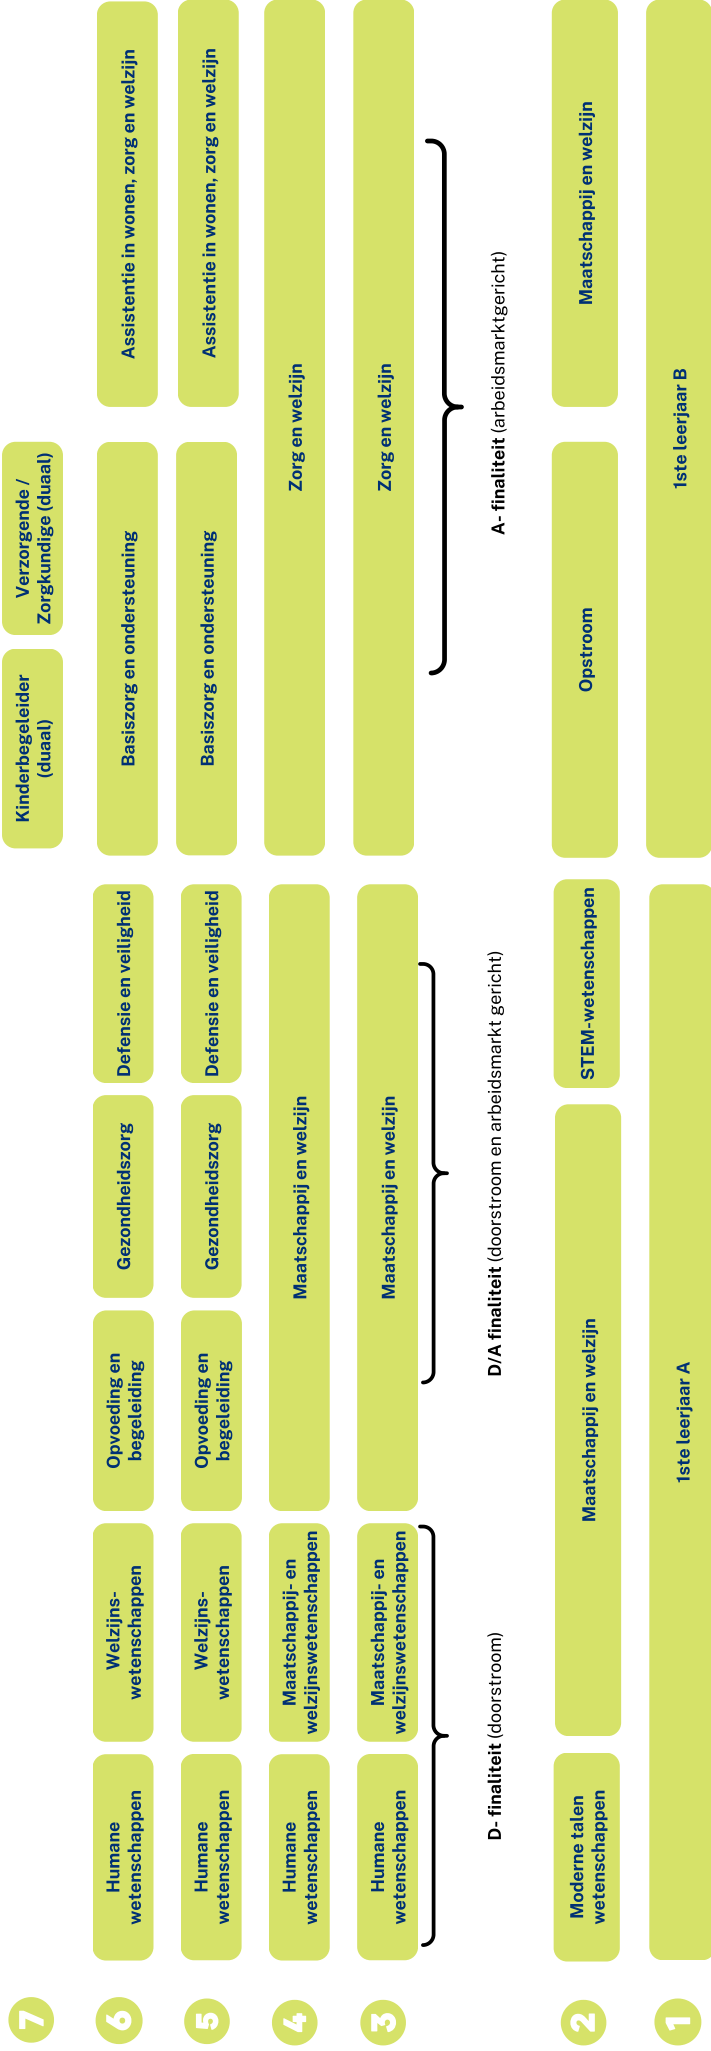 7
Kinderbegeleider
(duaal)
Verzorgende /
Zorgkundige (duaal)
6
Humane
wetenschappen
Welzijns-
wetenschappen
Opvoeding en
begeleiding
Gezondheidszorg
Defensie en veiligheid
Basiszorg en ondersteuning
Assistentie in wonen, zorg en welzijn
5
Humane
wetenschappen
Welzijns-
wetenschappen
Opvoeding en
begeleiding
Gezondheidszorg
Defensie en veiligheid
Basiszorg en ondersteuning
Assistentie in wonen, zorg en welzijn
4
Humane
wetenschappen
Maatschappij- en
welzijnswetenschappen
Maatschappij en welzijn
Zorg en welzijn
3
Humane
wetenschappen
Maatschappij- en
welzijnswetenschappen
Maatschappij en welzijn
Zorg en welzijn
D- finaliteit (doorstroom)
D/A finaliteit (doorstroom en arbeidsmarkt gericht)
A- finaliteit (arbeidsmarktgericht)
2
Moderne talen
wetenschappen
Maatschappij en welzijn
STEM-wetenschappen
Opstroom
Maatschappij en welzijn
1
1ste leerjaar A
1ste leerjaar B